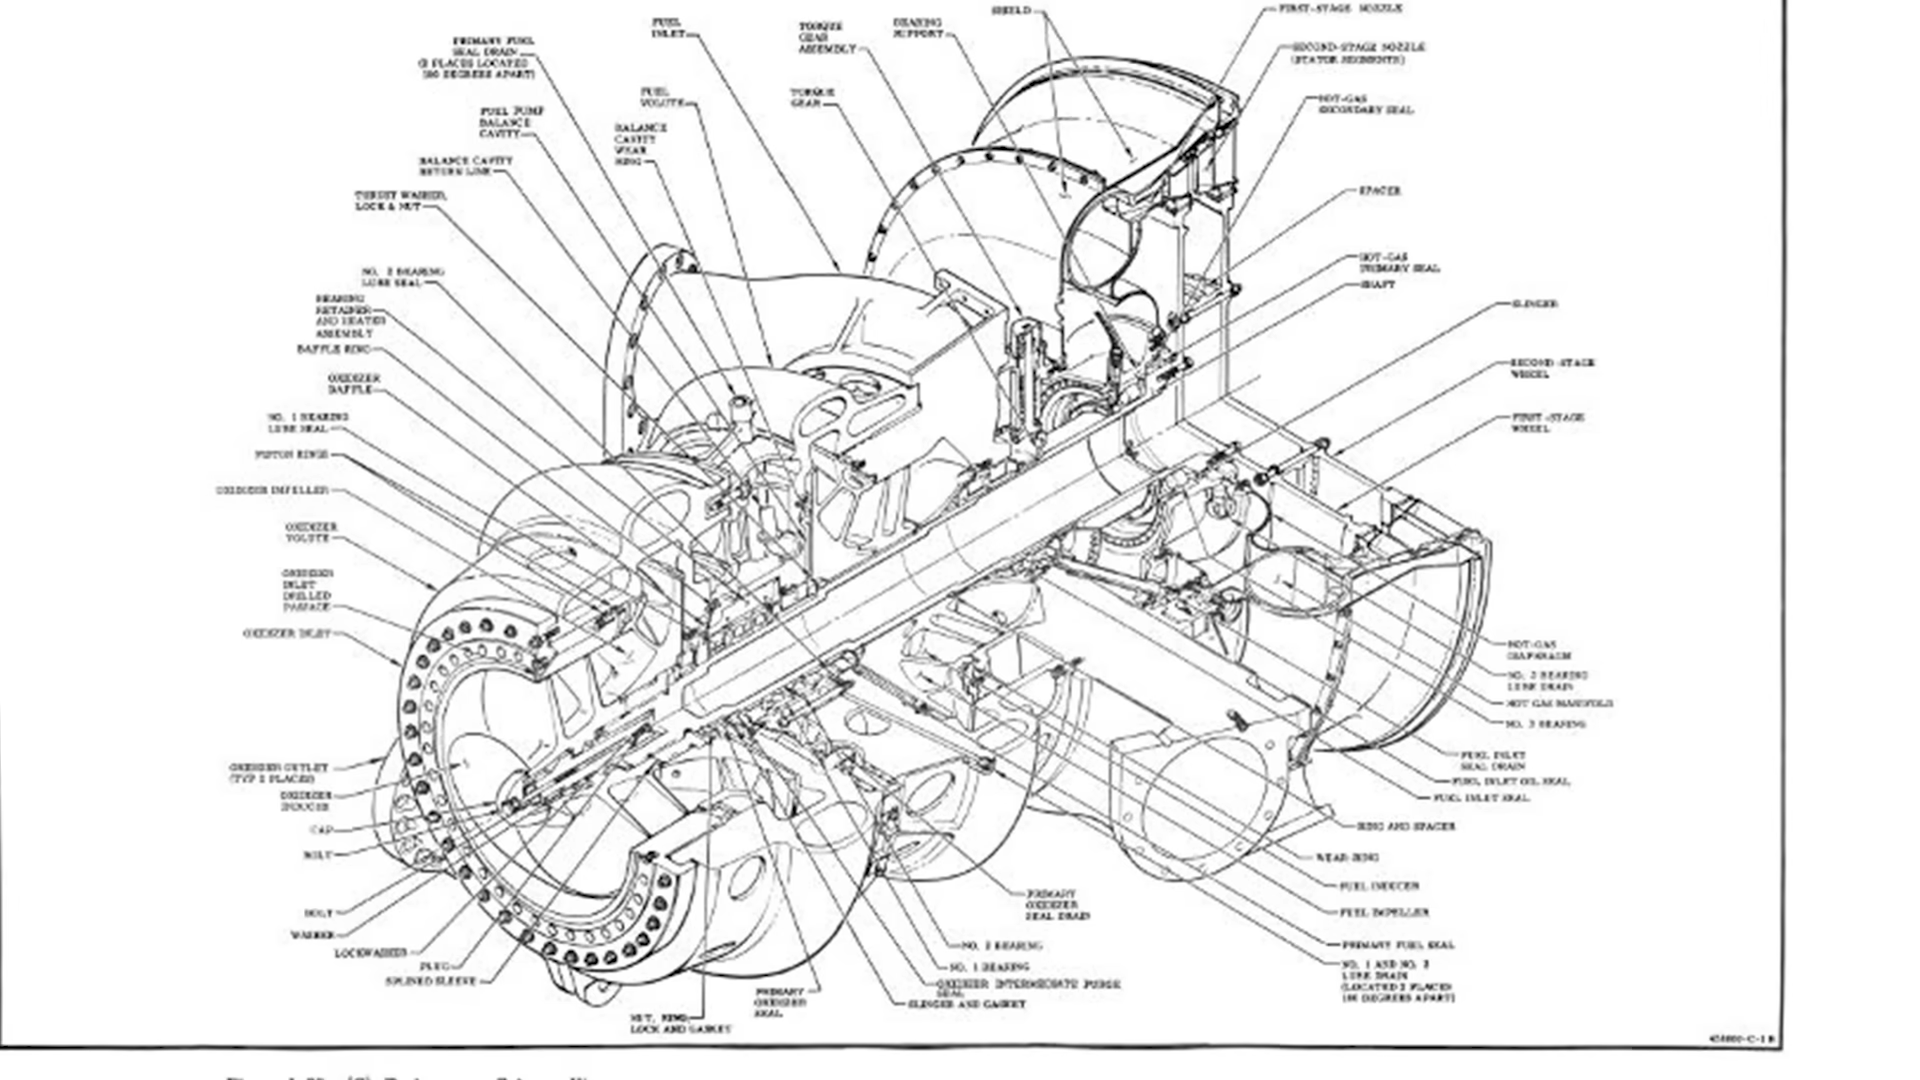 SHIELD
FIRST-STAGE NOZZLE
FUEL
INLET
TORQUE
GEAR
ASSEMBLY
BEARING
SUPPORT
PRIMARY FUEL
SEAL DRAIN
(2 PLACES LOCATED
180 DEGREES APART)
SECOND-STAGE NOZZLE
(STATOR SEGMENTS)
FUEL
VOLUTE
TORQUE
GEAR
HOT-GAS
SECONDARY SEAL
FUEL PUMP
BALANCE
CAVITY
BALANCE
CAVITY
WEAR
RING
BALANCE CAVITY
RETURN LINE
THRUST WASHER,
LOCK & NUT
SPACER
NO. 2 BEARING
LUBE SEAL
HOT-GAS
PRIMARY SEAL
SHAFT
BEARING
RETAINER
AND HEATER
ASSEMBLY
SLINGER
BAFFLE RING
OXIDIZER
BAFFLE
SECOND-STAGE
WHEEL
NO. 1 BEARING
LUBE SEAL
FIRST-STAGE
WHEEL
PISTON RINGS
OXIDIZER IMPELLER
OXIDIZER
VOLUTE
OXIDIZER
INLET
DRILLED
PASSAGE
OXIDIZER INLET
HOT-GAS
DIAPHRAGM
NO. 3 BEARING
LUBE DRAIN
HOT GAS MANIFOLD
NO. 3 BEARING
FUEL INLET
SEAL DRAIN
FUEL INLET OIL SEAL
FUEL INLET SEAL
OXIDIZER OUTLET
(TYP 2 PLACES)
OXIDIZER
INDUCER
CAP
BOLT
RING AND SPACER
WEAR RING
FUEL INDUCER
FUEL IMPELLER
PRIMARY
OXIDIZER
SEAL DRAIN
BOLT
WASHER
LOCKWASHER
PLUG
SPLINED SLEEVE
PRIMARY FUEL SEAL
NO. 1 AND NO. 2
LUBE DRAIN
(LOCATED 2 PLACES
180 DEGREES APART)
NO. 2 BEARING
NO. 1 BEARING
OXIDIZER INTERMEDIATE PURGE
SEAL
SLINGER AND GASKET
PRIMARY
OXIDIZER
SEAL
NUT, RING,
LOCK AND GASKET